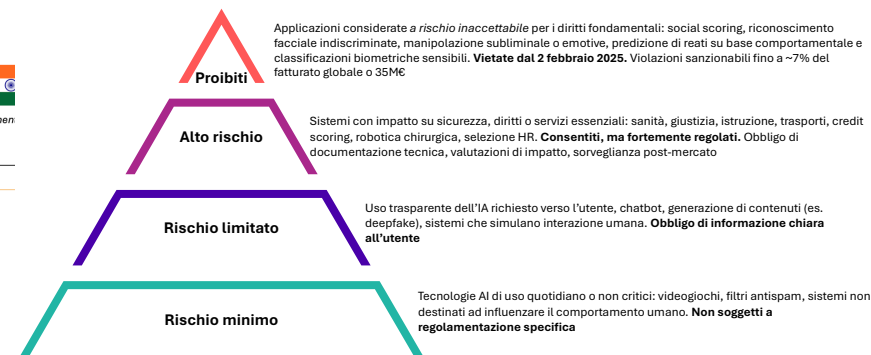 Applicazioni considerate a rischio inaccettabile per i diritti fondamentali: social scoring, riconoscimento
facciale indiscriminate, manipolazione subliminale o emotive, predizione di reati su base comportamentale e
classificazioni biometriche sensibili. Vietate dal 2 febbraio 2025. Violazioni sanzionabili fino a ~7% del
fatturato globale o 35M€
Proibiti
Sistemi con impatto su sicurezza, diritti o servizi essenziali: sanità, giustizia, istruzione, trasporti, credit
scoring, robotica chirurgica, selezione HR. Consentiti, ma fortemente regolati. Obbligo di
documentazione tecnica, valutazioni di impatto, sorveglianza post-mercato
Alto rischio
Uso trasparente dell'IA richiesto verso l'utente, chatbot, generazione di contenuti (es.
deepfake), sistemi che simulano interazione umana. Obbligo di informazione chiara
all'utente
Rischio limitato
Tecnologie AI di uso quotidiano o non critici: videogiochi, filtri antispam, sistemi non
destinati ad influenzare il comportamento umano. Non soggetti a
regolamentazione specifica
Rischio minimo